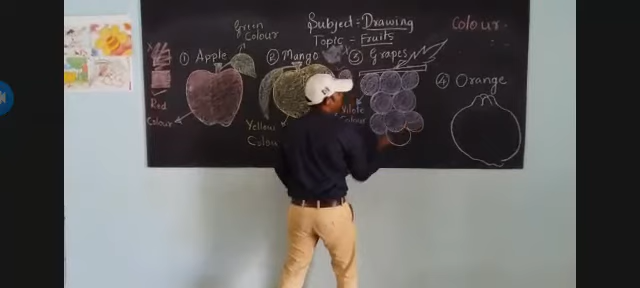 Subject:- Drawing
Topic = Fruits
Colour.
Green
Colour
① Apple
② Mango
③ Grapes
④ Orange
Red
Colour
Yellow
Colour
Vilote
Colour